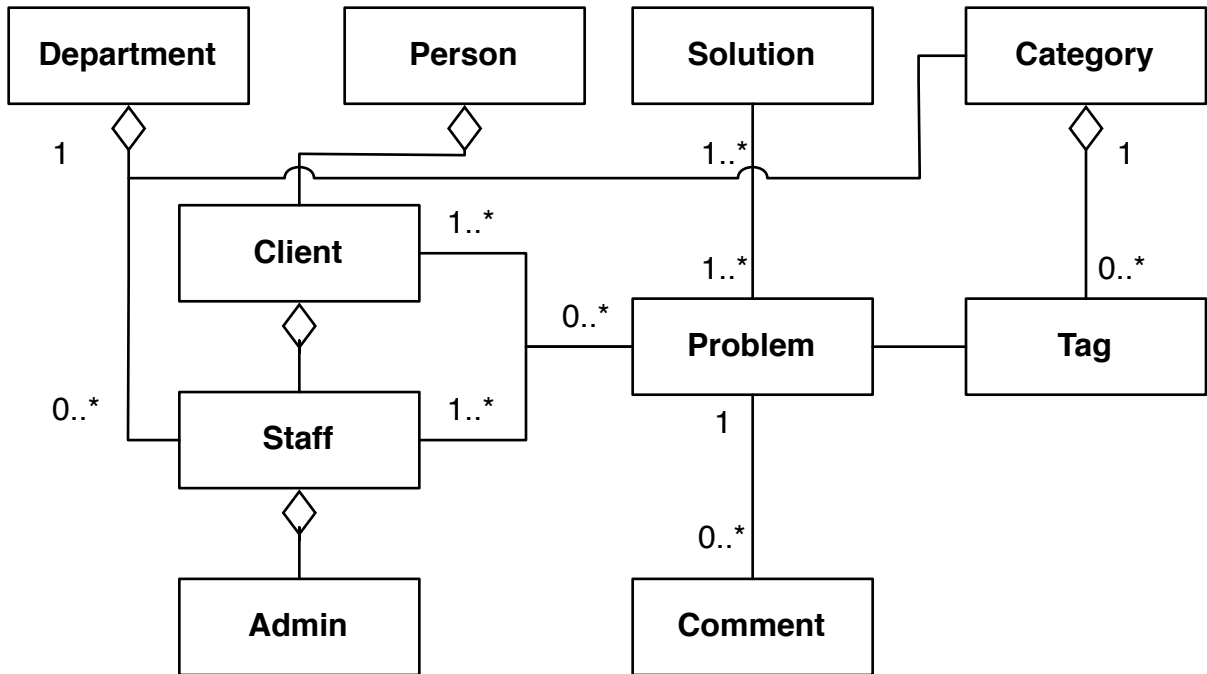 Department
Person
Solution
Category
1
1..*
1
Client
1..*
1..*
0..*
0..*
Problem
Tag
0..*
1..*
1
Staff
0..*
Admin
Comment